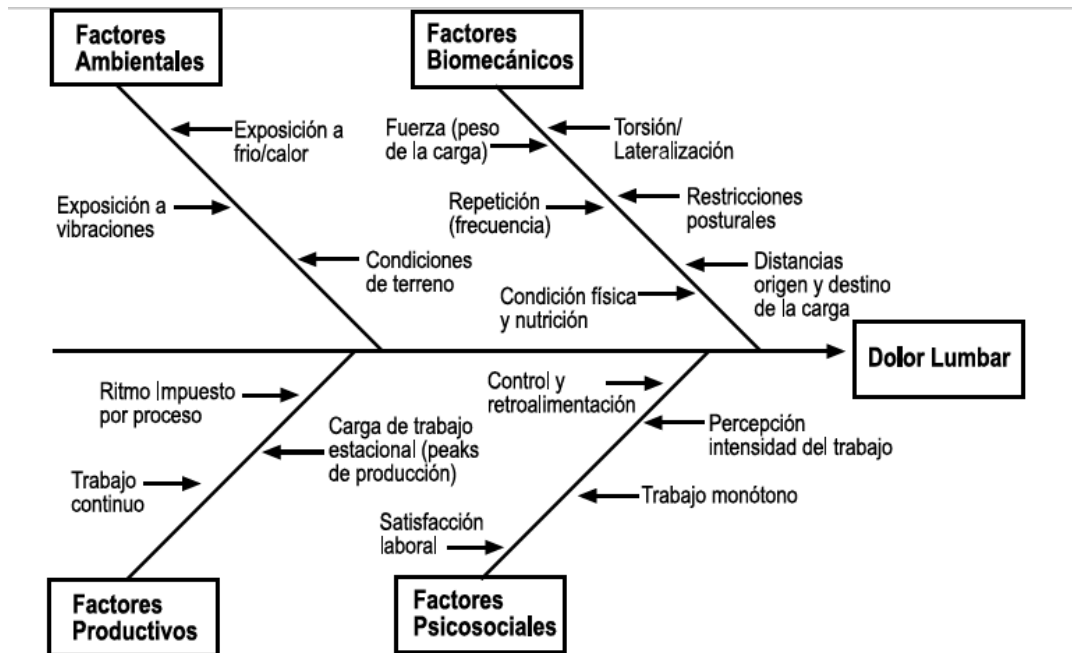 Factores
Ambientales
Exposición a
frio/calor
Exposición a
vibraciones
Condiciones
de terreno
Factores
Biomecánicos
Fuerza (peso
de la carga)
Torsión/
Lateralización
Repetición
(frecuencia)
Restricciones
posturales
Distancias
origen y destino
de la carga
Condición física
y nutrición
Dolor Lumbar
Ritmo Impuesto
por proceso
Carga de trabajo
estacional (peaks
de producción)
Trabajo
continuo
Factores
Productivos
Control y
retroalimentación
Percepción
intensidad del trabajo
Trabajo monótono
Satisfacción
laboral
Factores
Psicosociales